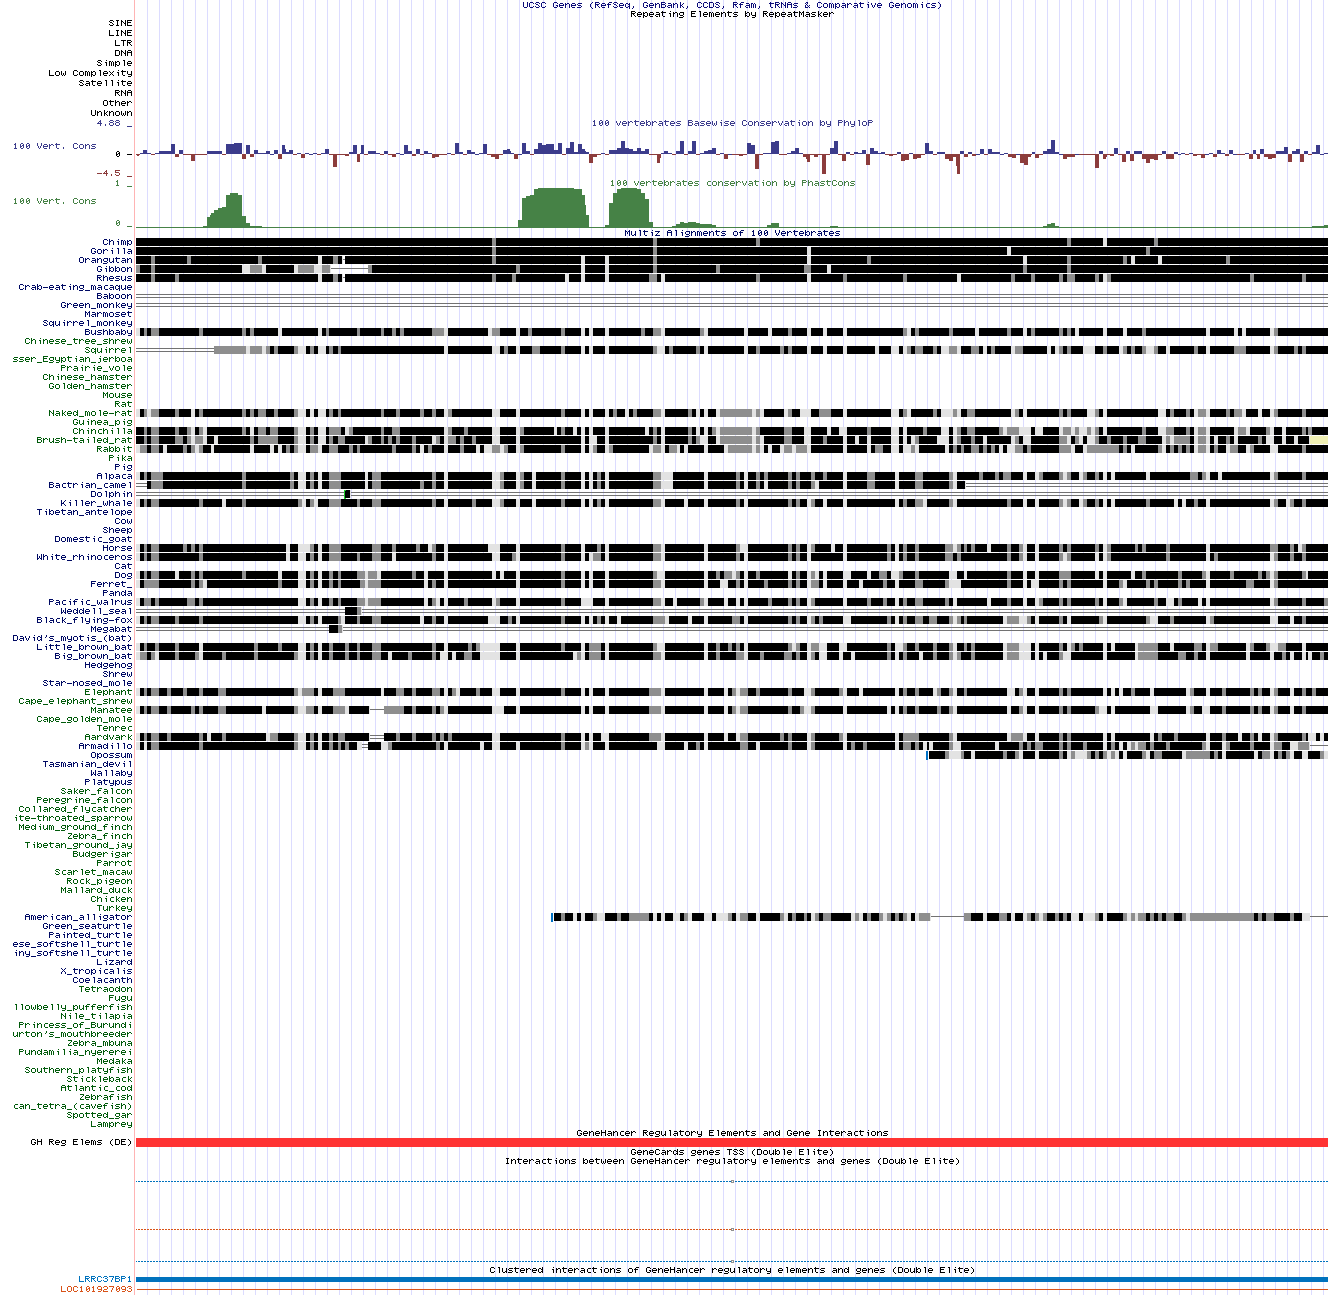 UCSC Genes (RefSeq, GenBank, CCDS, Rfam, tRNAs & Comparative Genomics)
Repeating Elements by RepeatMasker
SINE
LINE
LTR
DNA
Simple
Low Complexity
Satellite
RNA
Other
Unknown
4.88 _
100 vertebrates Basewise Conservation by PhyloP
100 Vert. Cons
0 -
-4.5 _
1 _
100 vertebrates conservation by PhastCons
100 Vert. Cons
0 _
Multiz Alignments of 100 Vertebrates
Chimp
Gorilla
Orangutan
Gibbon
Rhesus
Crab-eating_macaque
Baboon
Green_monkey
Marmoset
Squirrel_monkey
Bushbaby
Chinese_tree_shrew
Squirrel
sser_Egyptian_jerboa
Prairie_vole
Chinese_hamster
Golden_hamster
Mouse
Rat
Naked_mole-rat
Guinea_pig
Chinchilla
Brush-tailed_rat
Rabbit
Pika
Pig
Alpaca
Bactrian_camel
Dolphin
Killer_whale
Tibetan_antelope
Cow
Sheep
Domestic_goat
Horse
White_rhinoceros
Cat
Dog
Ferret_
Panda
Pacific_walrus
Weddell_seal
Black_flying-fox
Megabat
David's_myotis_(bat)
Little_brown_bat
Big_brown_bat
Hedgehog
Shrew
Star-nosed_mole
Elephant
Cape_elephant_shrew
Manatee
Cape_golden_mole
Tenrec
Aardvark
Armadillo
Opossum
Tasmanian_devil
Wallaby
Platypus
Saker_falcon
Peregrine_falcon
Collared_flycatcher
ite-throated_sparrow
Medium_ground_finch
Zebra_finch
Tibetan_ground_jay
Budgerigar
Parrot
Scarlet_macaw
Rock_pigeon
Mallard_duck
Chicken
Turkey
American_alligator
Green_seaturtle
Painted_turtle
ese_softshell_turtle
iny_softshell_turtle
Lizard
X_tropicalis
Coelacanth
Tetraodon
Fugu
llowbelly_pufferfish
Nile_tilapia
Princess_of_Burundi
urton's_mouthbreeder
Zebra_mbuna
Pundamilia_nyererei
Medaka
Southern_platyfish
Stickleback
Atlantic_cod
Zebrafish
can_tetra_(cavefish)
Spotted_gar
Lamprey
GeneHancer Regulatory Elements and Gene Interactions
GH Reg Elems (DE)
GeneCards genes TSS (Double Elite)
Interactions between GeneHancer regulatory elements and genes (Double Elite)
Clustered interactions of GeneHancer regulatory elements and genes (Double Elite)
LRRC37BP1
LOC101927093